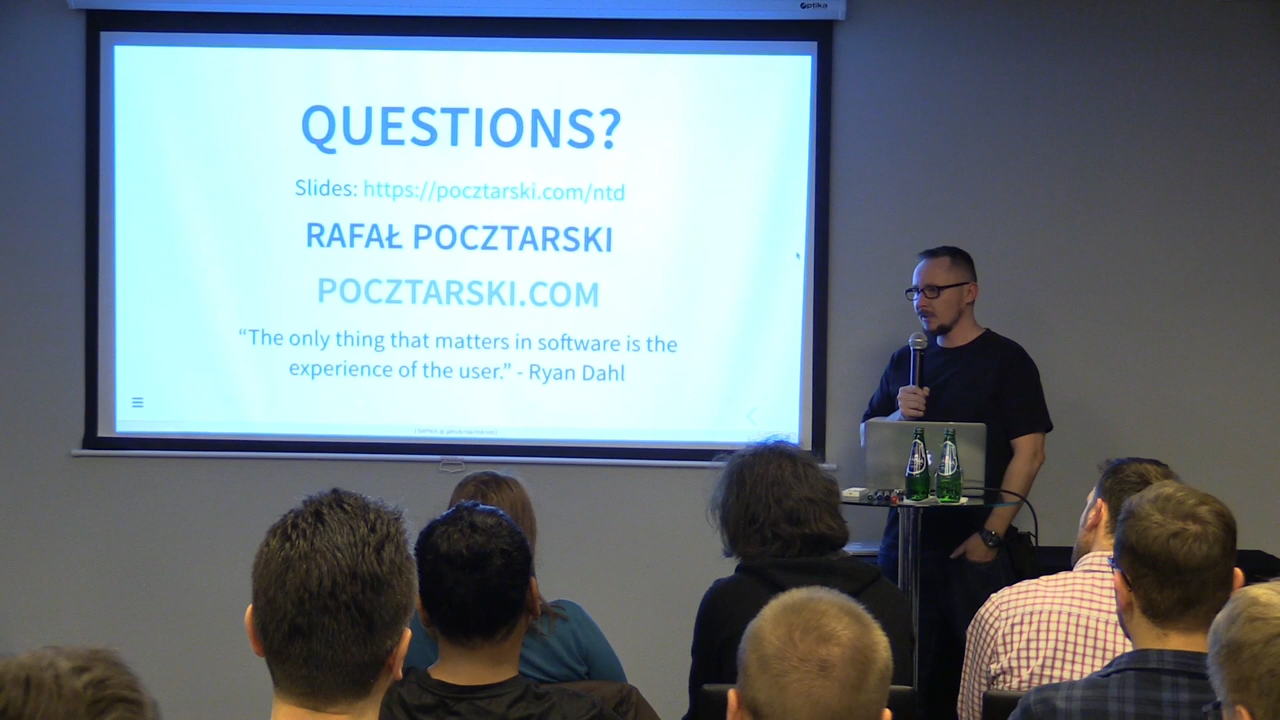 Optika
QUESTIONS?
Slides: https://pocztarski.com/ntd
RAFAŁ POCZTARSKI
POCZTARSKI.COM
“The only thing that matters in software is the
experience of the user.” - Ryan Dahl